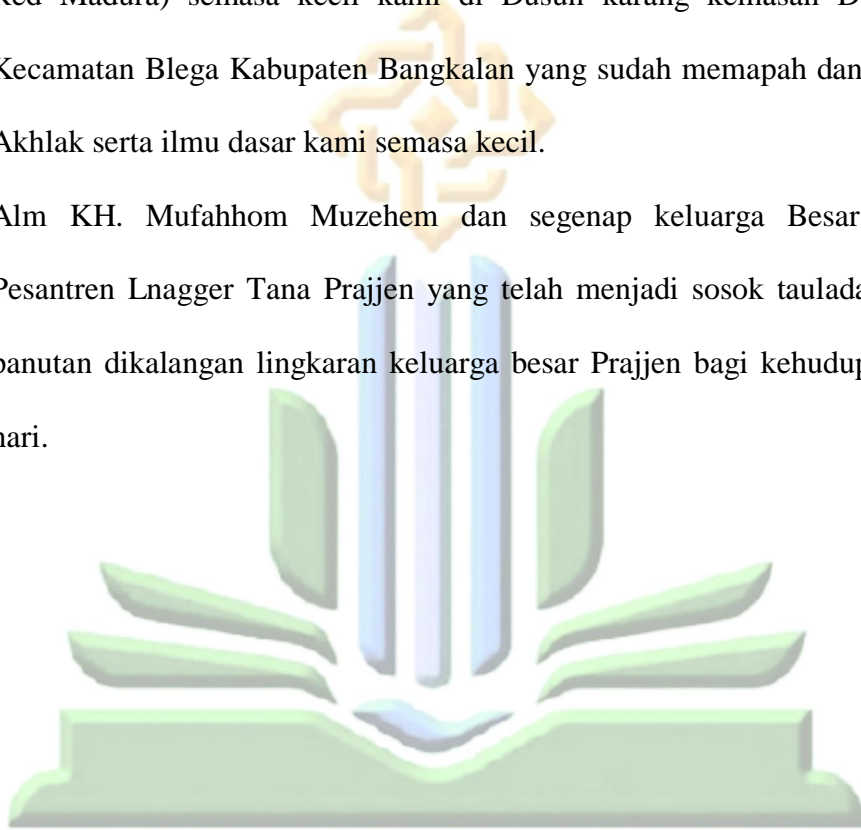 Red Madura) semasa kecil kami di Dusun karang kemasan D
Kecamatan Blega Kabupaten Bangkalan yang sudah memapah dan
Akhlak serta ilmu dasar kami semasa kecil.
Alm KH. Mufahhom Muzehem dan segenap keluarga Besar
Pesantren Lnagger Tana Prajjen yang telah menjadi sosok taulada
panutan dikalangan lingkaran keluarga besar Prajjen bagi kehudup
hari.